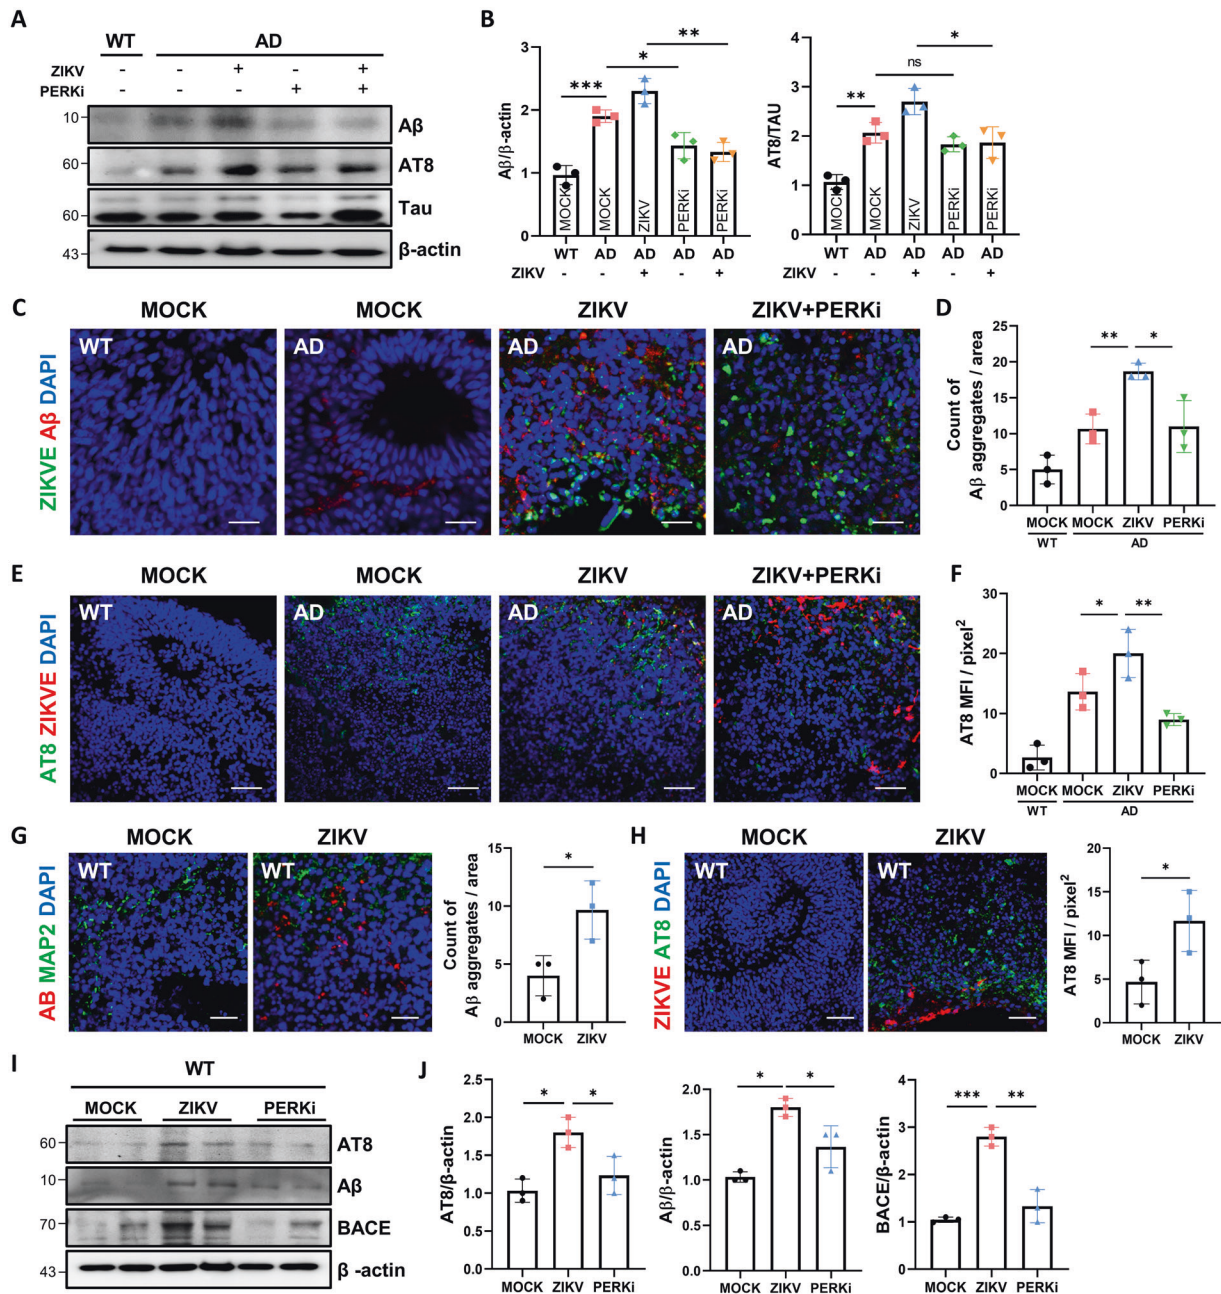 A
WT AD
ZIKV - - + - +
PERKi - - - + +
10 Aβ
60 AT8
60 Tau
43 β-actin
B
Aβ/β-actin
3
2
1
0
*** * **
MOCK MOCK ZIKV PERKi PERKi
WT AD AD AD AD
ZIKV - - + - +
AT8/TAU
4
3
2
1
0
** ns *
MOCK MOCK ZIKV PERKi PERKi
WT AD AD AD AD
ZIKV - - + - +
C
ZIKVE Aβ DAPI
MOCK MOCK ZIKV ZIKV+PERKi
WT AD AD AD
D
Count of
Aβ aggregates / area
25
20
15
10
5
0
** *
MOCK MOCK ZIKV PERKi
WT AD
E
AT8 ZIKVE DAPI
MOCK MOCK ZIKV ZIKV+PERKi
WT AD AD AD
F
AT8 MFI / pixel²
30
20
10
0
* **
MOCK MOCK ZIKV PERKi
WT AD
G
AB MAP2 DAPI
MOCK ZIKV
WT WT
Count of
Aβ aggregates / area
15
10
5
0
*
MOCK ZIKV
H
ZIKVE AT8 DAPI
MOCK ZIKV
WT WT
AT8 MFI / pixel²
20
15
10
5
0
*
MOCK ZIKV
I
WT
MOCK ZIKV PERKi
60 AT8
10 Aβ
70 BACE
43 β -actin
J
AT8/β-actin
2.5
2.0
1.5
1.0
0.5
0.0
* *
MOCK ZIKV PERKi
Aβ/β-actin
2.0
1.5
1.0
0.5
0.0
* *
MOCK ZIKV PERKi
BACE/β-actin
4
3
2
1
0
*** **
MOCK ZIKV PERKi